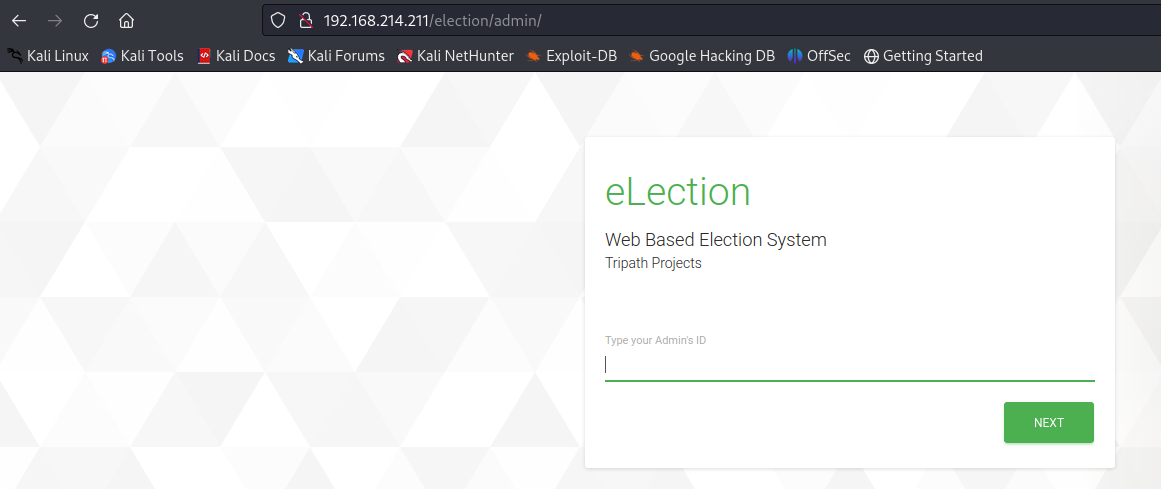 192.168.214.211/election/admin/
Kali Linux Kali Tools Kali Docs Kali Forums Kali NetHunter Exploit-DB Google Hacking DB OffSec Getting Started
eLection
Web Based Election System
Tripath Projects
Type your Admin's ID
NEXT